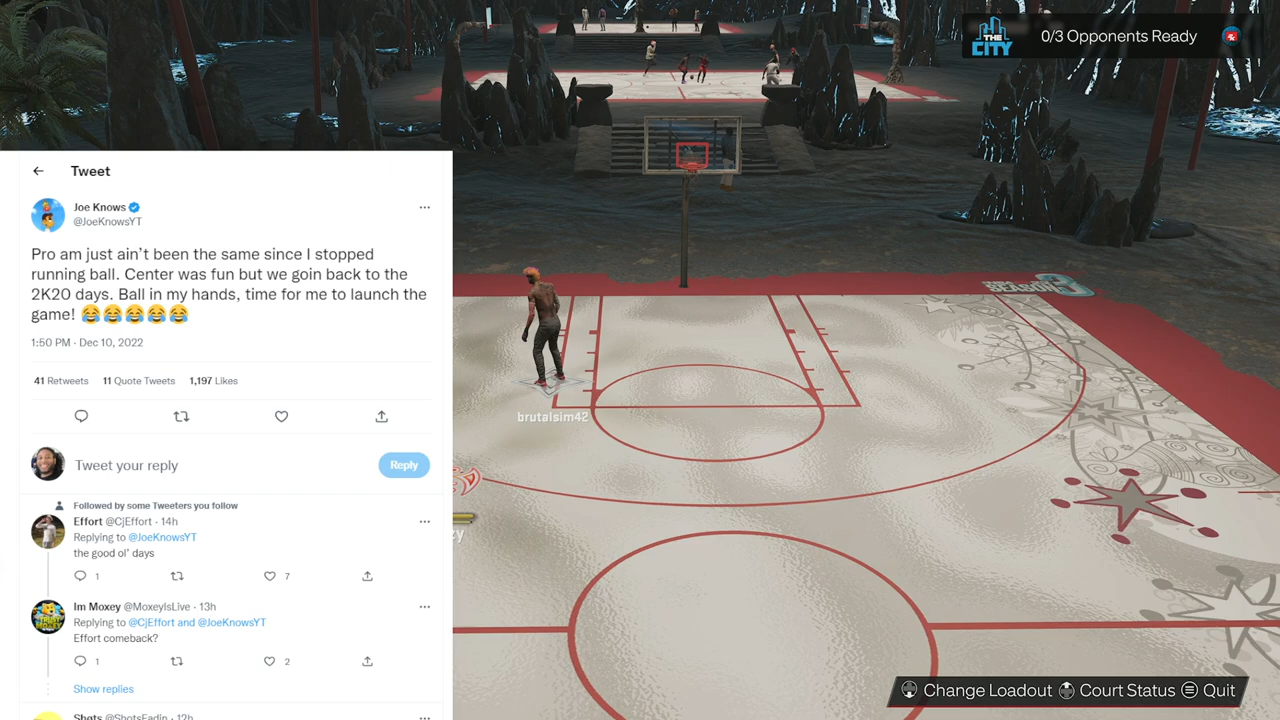 THE CITY
0/3 Opponents Ready
Tweet
Joe Knows
@JoeKnowsYT
Pro am just ain't been the same since I stopped
running ball. Center was fun but we goin back to the
2K20 days. Ball in my hands, time for me to launch the
game! 😂😂😂😂😂
1:50 PM · Dec 10, 2022
41 Retweets 11 Quote Tweets 1,197 Likes
Tweet your reply
Reply
Followed by some Tweeters you follow
Effort @CjEffort · 14h
Replying to @JoeKnowsYT
the good ol' days
1 7
Im Moxey @MoxeyIsLive · 13h
Replying to @CjEffort and @JoeKnowsYT
Effort comeback?
1 2
Show replies
Shots @ShotsFadin · 12h
brutalsim42
SEASON 3
Change Loadout Court Status Quit